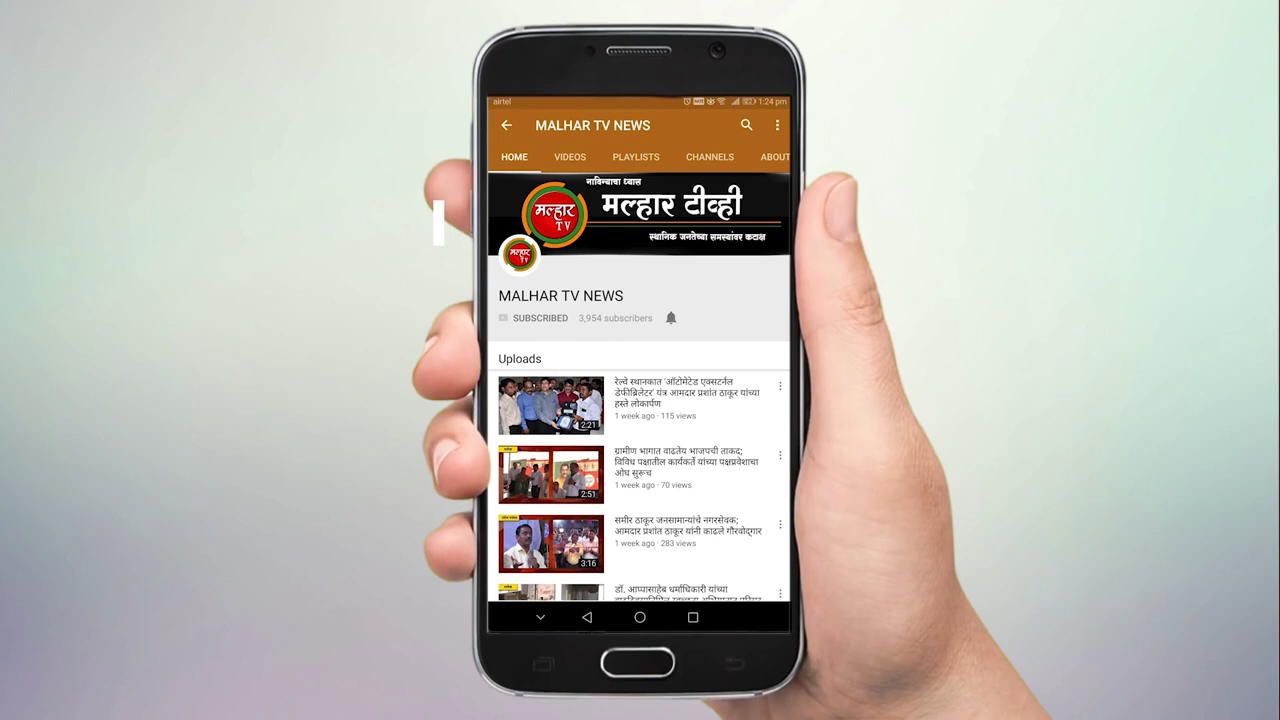 airtel 1:24 pm
MALHAR TV NEWS
HOME VIDEOS PLAYLISTS CHANNELS ABOUT
नाविन्याचा ध्यास
मल्हार टीव्ही
मल्हार
TV
स्थानिक जनतेच्या समस्यांवर कटाक्ष
मल्हार
TV
MALHAR TV NEWS
SUBSCRIBED 3,954 subscribers
Uploads
रेल्वे स्थानकात 'ऑटोमेटेड एक्सटर्नल
डेफीब्रिलेटर' यंत्र आमदार प्रशांत ठाकूर यांच्या
हस्ते लोकार्पण
1 week ago · 115 views
2:21
ग्रामीण भागात वाढतेय भाजपची ताकद;
विविध पक्षातील कार्यकर्ते यांच्या पक्षप्रवेशाचा
ओघ सुरूच
1 week ago · 70 views
2:51
समीर ठाकूर जनसामान्यांचे नगरसेवक;
आमदार प्रशांत ठाकूर यांनी काढले गौरवोद्गार
1 week ago · 283 views
3:16
डॉ. आप्पासाहेब धर्माधिकारी यांच्या